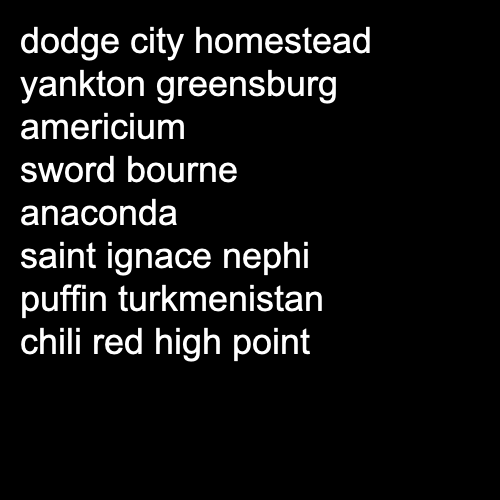 dodge city homestead
yankton greensburg
americium
sword bourne
anaconda
saint ignace nephi
puffin turkmenistan
chili red high point